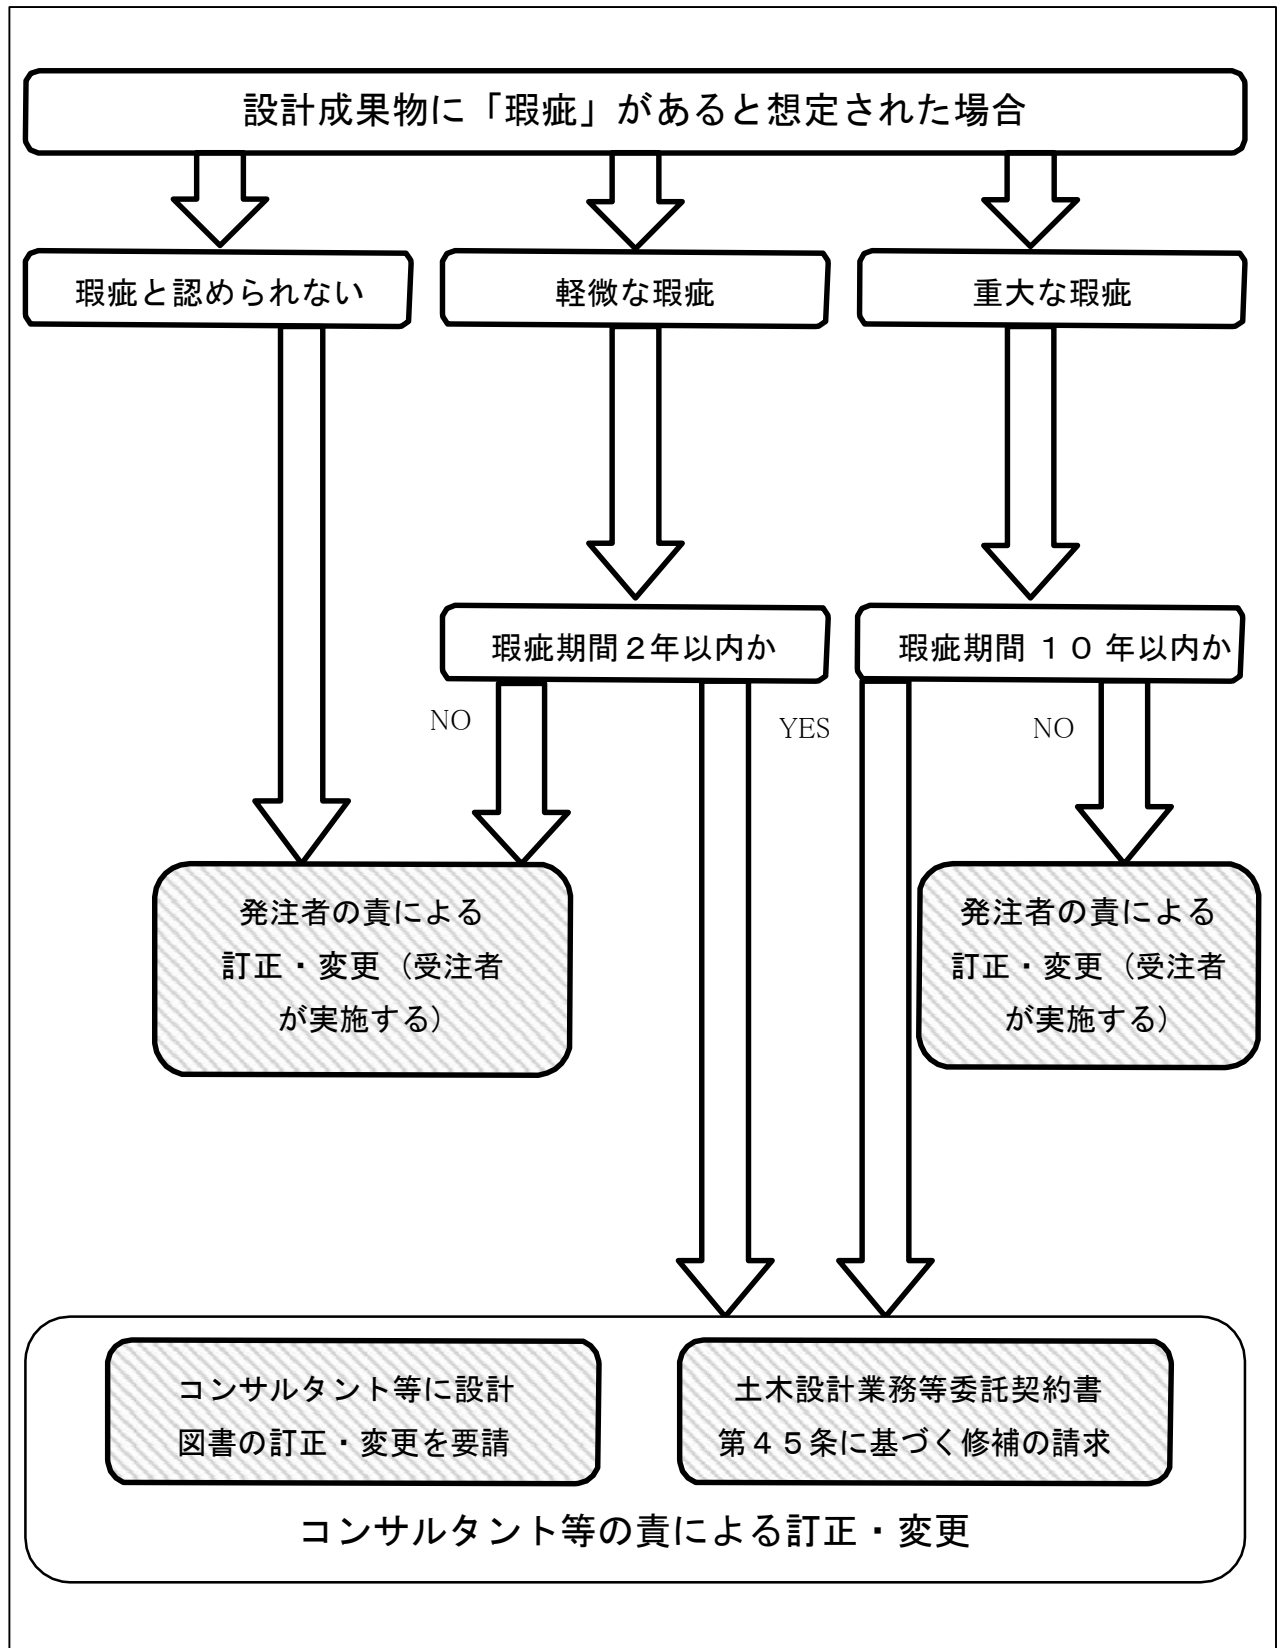 設計成果物に「瑕疵」があると想定された場合
瑕疵と認められない
軽微な瑕疵
重大な瑕疵
瑕疵期間２年以内か
瑕疵期間 １０ 年以内か
NO
YES
NO
発注者の責による
訂正・変更（受注者
が実施する）
発注者の責による
訂正・変更（受注者
が実施する）
コンサルタント等に設計
図書の訂正・変更を要請
土木設計業務等委託契約書
第４５条に基づく修補の請求
コンサルタント等の責による訂正・変更